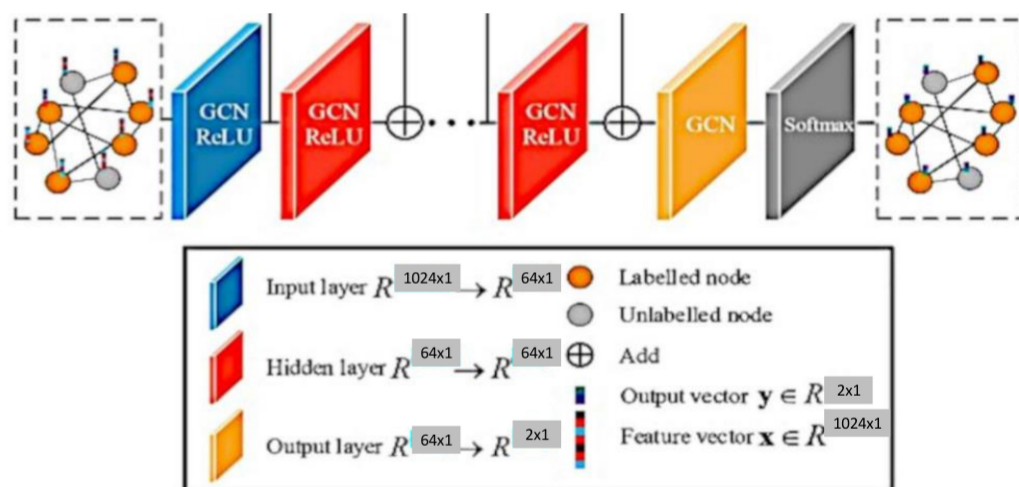 GCN
ReLU
GCN
ReLU
GCN
ReLU
GCN
Softmax
Input layer R 1024x1 → R 64x1
Hidden layer R 64x1 → R 64x1
Output layer R 64x1 → R 2x1
Labelled node
Unlabelled node
Add
Output vector y ∈ R 2x1
Feature vector x ∈ R 1024x1